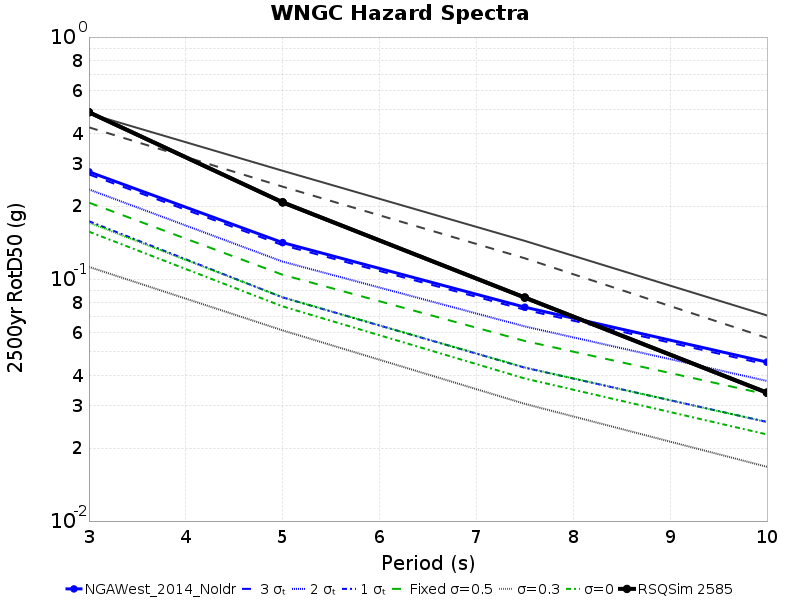 WNGC Hazard Spectra
2500yr RotD50 (g)
10^0
8
6
4
3
2
10^-1
8
6
4
3
2
10^-2
3 4 5 6 7 8 9 10
Period (s)
NGAWest_2014_NoIdr 3 σₜ 2 σₜ 1 σₜ Fixed σ=0.5 σ=0.3 σ=0 RSQSim 2585